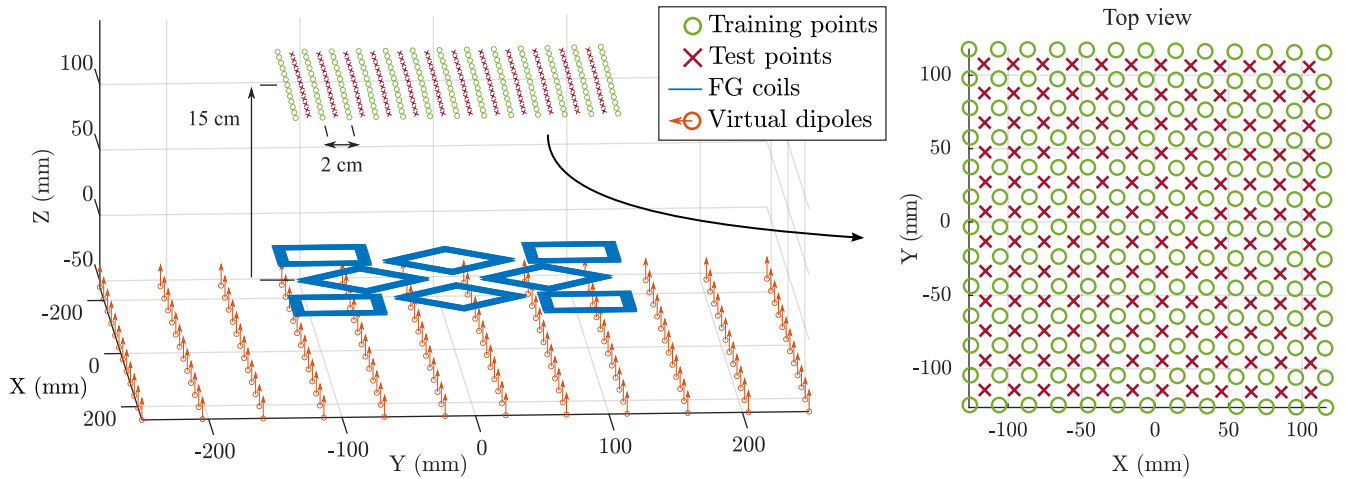 100
50
0
-50
Z (mm)
15 cm
2 cm
-200
0
200
X (mm)
-200
-100
0
100
200
Y (mm)
Training points
Test points
FG coils
Virtual dipoles
Top view
100
50
0
-50
-100
Y (mm)
-100
-50
0
50
100
X (mm)